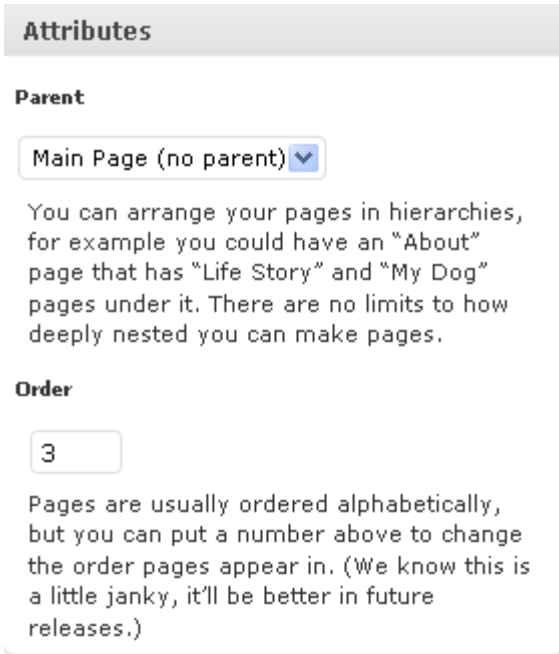 Attributes
Parent
Main Page (no parent)
You can arrange your pages in hierarchies,
for example you could have an “About”
page that has “Life Story” and “My Dog”
pages under it. There are no limits to how
deeply nested you can make pages.
Order
3
Pages are usually ordered alphabetically,
but you can put a number above to change
the order pages appear in. (We know this is
a little janky, it’ll be better in future
releases.)